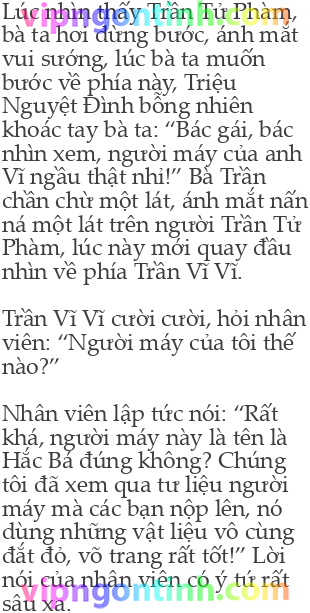 Lúc nhìn thấy Trần Tử Phàm,
bà ta hơi dừng bước, ánh mắt
vui sướng, lúc bà ta muốn
bước về phía này, Triệu
Nguyệt Đình bỗng nhiên
khoác tay bà ta: “Bác gái, bác
nhìn xem, người máy của anh
Vĩ ngầu thật nhi!” Bà Trần
chần chừ một lát, ánh mắt nấn
ná một lát trên người Trần Tử
Phàm, lúc này mới quay đầu
nhìn về phía Trần Vĩ Vĩ.
Trần Vĩ Vĩ cười cười, hỏi nhân
viên: “Người máy của tôi thế
nào?”
Nhân viên lập tức nói: “Rất
khá, người máy này là tên là
Hắc Bá đúng không? Chúng
tôi đã xem qua tư liệu người
máy mà các bạn nộp lên, nó
dùng những vật liệu vô cùng
đắt đỏ, võ trang rất tốt!” Lời
nói của nhân viên có ý tứ rất
sâu xa.
vipngontinh.com
vipngontinh.com